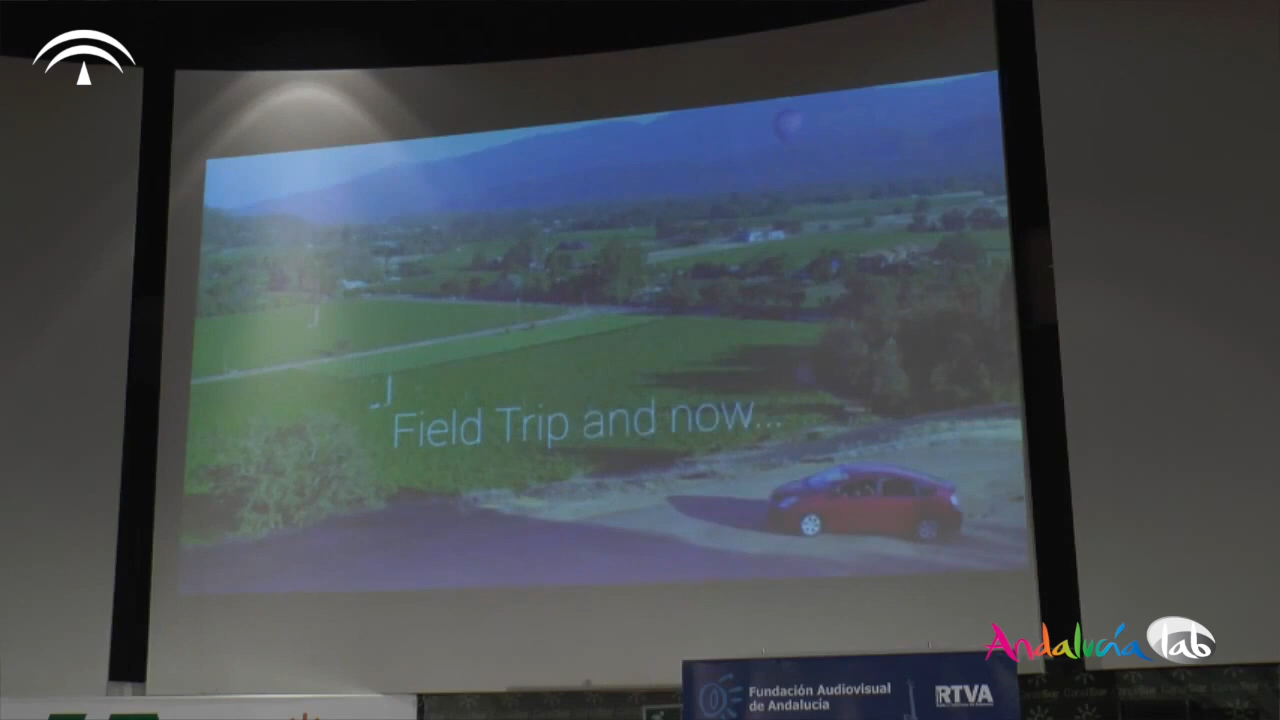 Field Trip and now...
Andalucía lab
Fundación Audiovisual
de Andalucía
RTVA